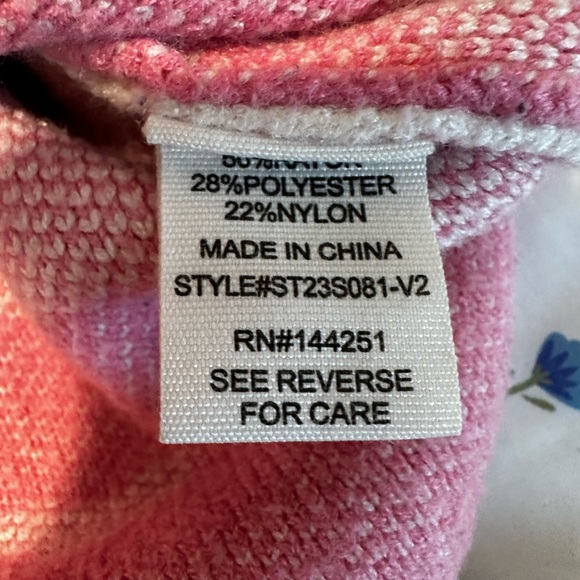 28%POLYESTER
22%NYLON
MADE IN CHINA
STYLE#ST23S081-V2
RN#144251
SEE REVERSE
FOR CARE